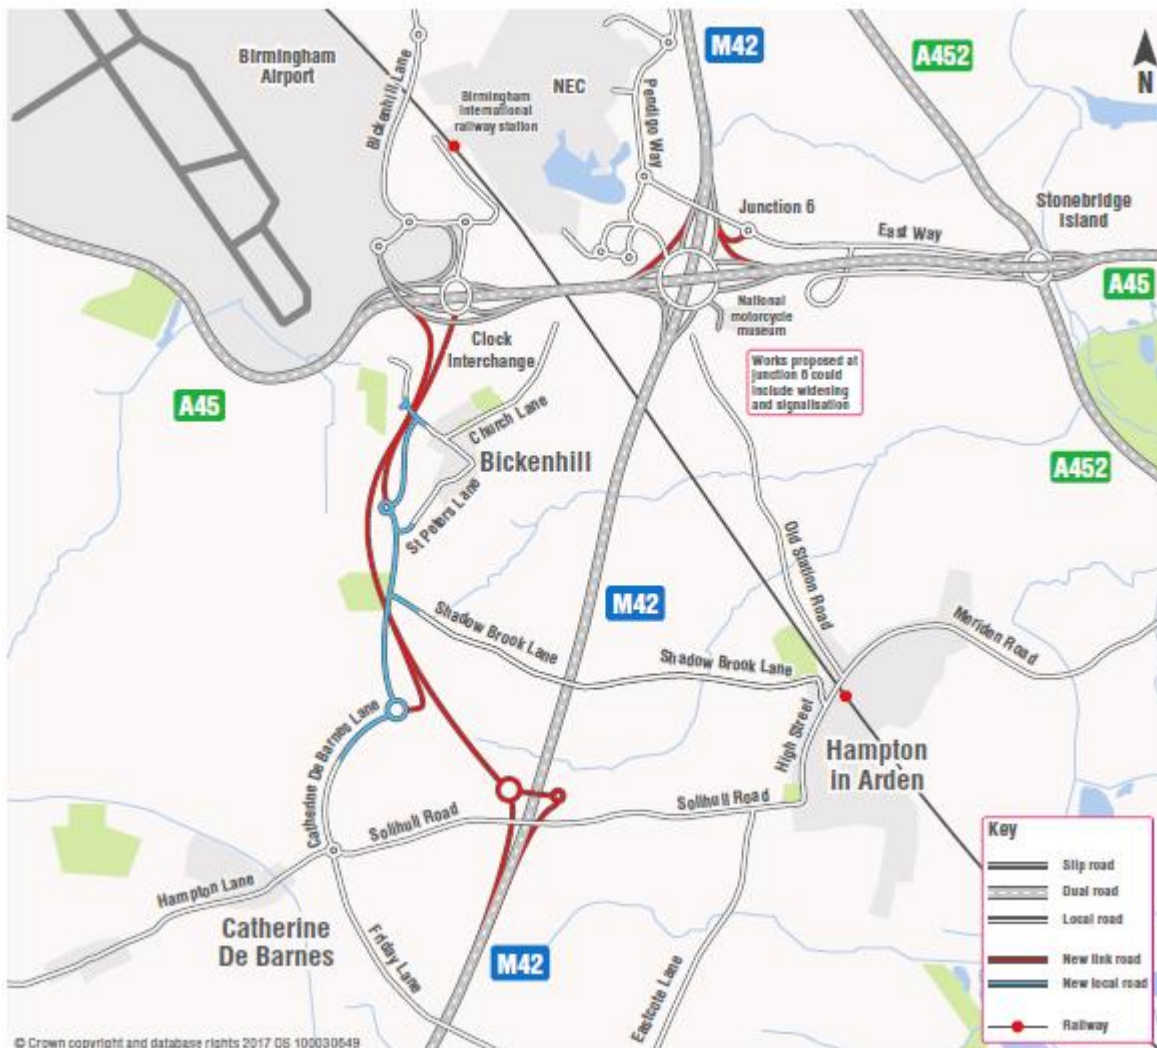 M42
A452
N
Birmingham
Airport
Bickenhill Lane
Birmingham
International
railway station
NEC
Pendigo Way
Junction 6
East Way
Stonebridge
Island
A45
National
motorcycle
museum
Clock
Interchange
Works proposed at
junction 6 could
include widening
and signalisation
A45
Church Lane
Bickenhill
A452
St Peters Lane
Old Station Road
M42
Shadow Brook Lane
Shadow Brook Lane
Meriden Road
Catherine De Barnes Lane
High Street
Hampton
in Arden
Solihull Road
Solihull Road
Hampton Lane
Catherine
De Barnes
Friday Lane
M42
Eastcote Lane
Key
Slip road
Dual road
Local road
New link road
New local road
Railway
© Crown copyright and database rights 2017 OS 100030649